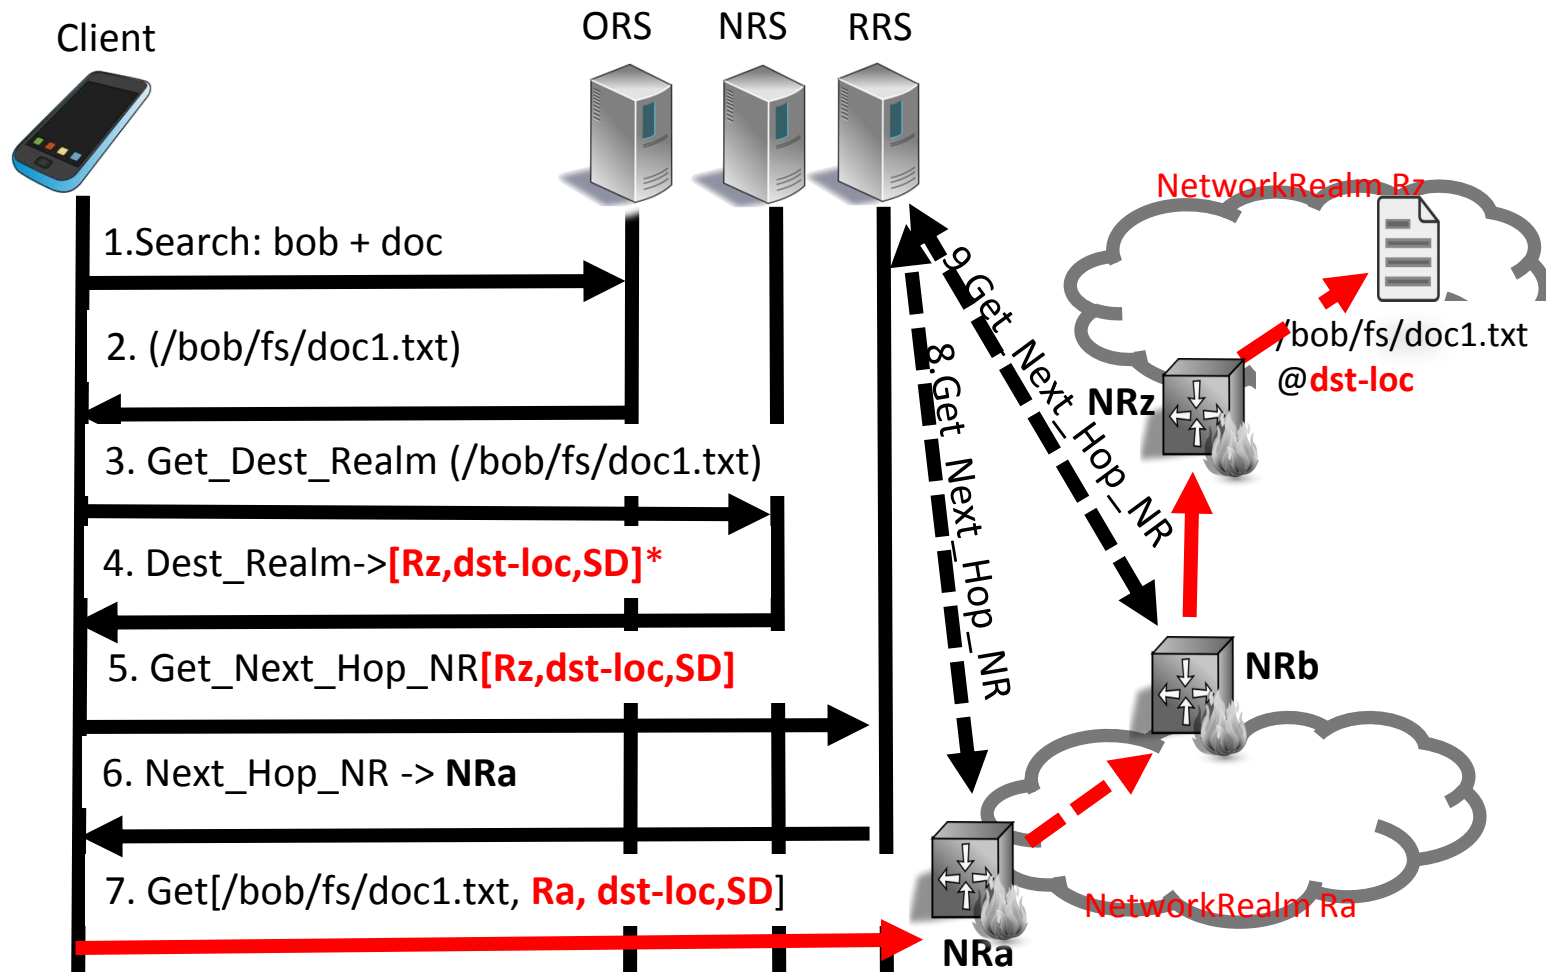 Client
ORS
NRS
RRS
NetworkRealm Rz
1.Search: bob + doc
2. (/bob/fs/doc1.txt)
9.Get_Next_Hop_NR
8.Get_Next_Hop_NR
/bob/fs/doc1.txt
@dst-loc
NRz
3. Get_Dest_Realm (/bob/fs/doc1.txt)
4. Dest_Realm->[Rz,dst-loc,SD]*
5. Get_Next_Hop_NR[Rz,dst-loc,SD]
NRb
6. Next_Hop_NR -> NRa
7. Get[/bob/fs/doc1.txt, Ra, dst-loc,SD]
NetworkRealm Ra
NRa